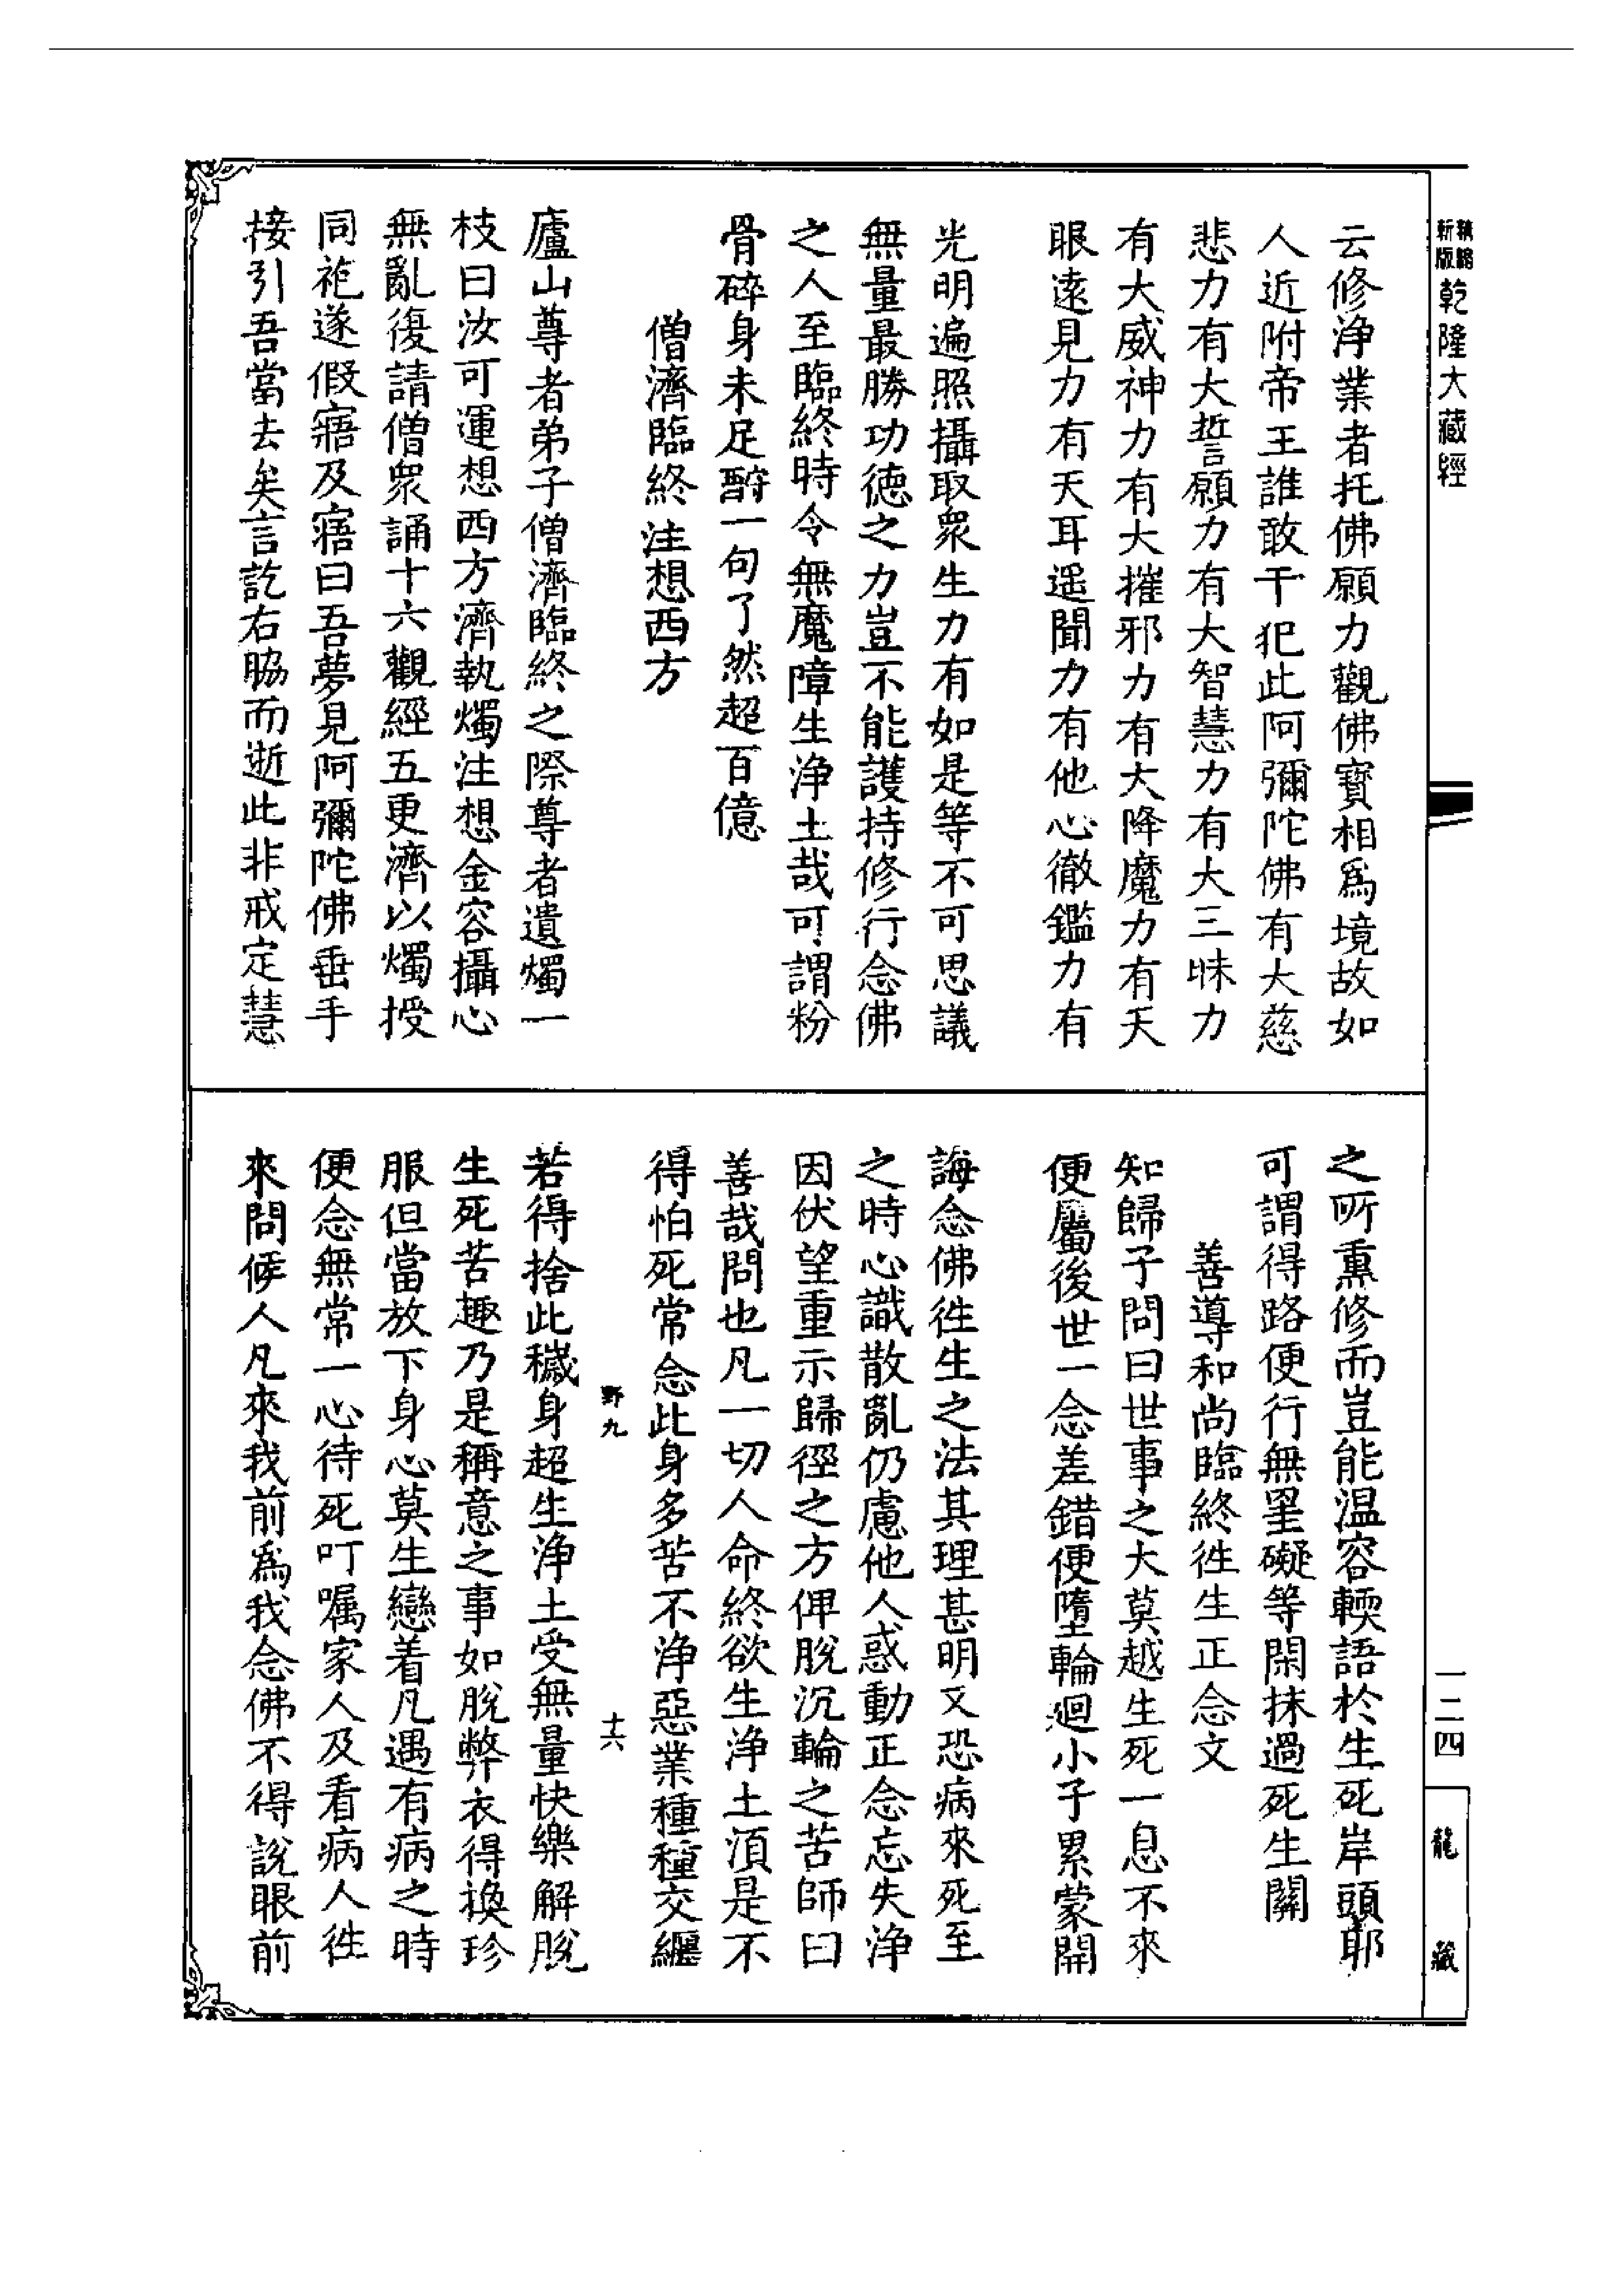 新版
乾隆大藏經
一二四
龍藏
云修淨業者托佛願力觀佛寶相爲境故如
人近附帝王誰敢干犯此阿彌陀佛有大慈
悲力有大誓願力有大智慧力有大三昧力
有大威神力有大摧邪力有大降魔力有天
眼遠見力有天耳遥聞力有他心徹鑑力有
光明遍照攝取衆生力有如是等不可思議
無量最勝功德之力豈不能護持修行念佛
之人至臨終時令無魔障生淨土哉可謂粉
骨碎身未足酧一句了然超百億
僧濟臨終注想西方
廬山尊者弟子僧濟臨終之際尊者遺燭一
枝曰汝可運想西方濟執燭注想金容攝心
無亂復請僧衆誦十六觀經五更濟以燭授
同袍遂假寤及寤曰吾夢見阿彌陀佛垂手
接引吾當去矣言訖右脇而逝此非戒定慧
之所熏修而豈能温容輭語於生死岸頭耶
可謂得路便行無罣礙等閑抹過死生關
善導和尚臨終徃生正念文
知歸子問曰世事之大莫越生死一息不來
便屬後世一念差錯便墮輪迴小子累蒙開
誨念佛徃生之法其理甚明又恐病來死至
之時心識散亂仍慮他人惑動正念忘失淨
因伏望重示歸徑之方俾脫沉輪之苦師曰
善哉問也凡一切人命終欲生淨土湏是不
得怕死常念此身多苦不淨惡業種種交纒
野九
十六
若得捨此穢身超生淨土受無量快樂解脫
生死苦趣乃是稱意之事如脫弊衣得換珍
服但當放下身心莫生戀着凡遇有病之時
便念無常一心待死叮嘱家人及看病人徃
來問候人凡來我前爲我念佛不得說眼前